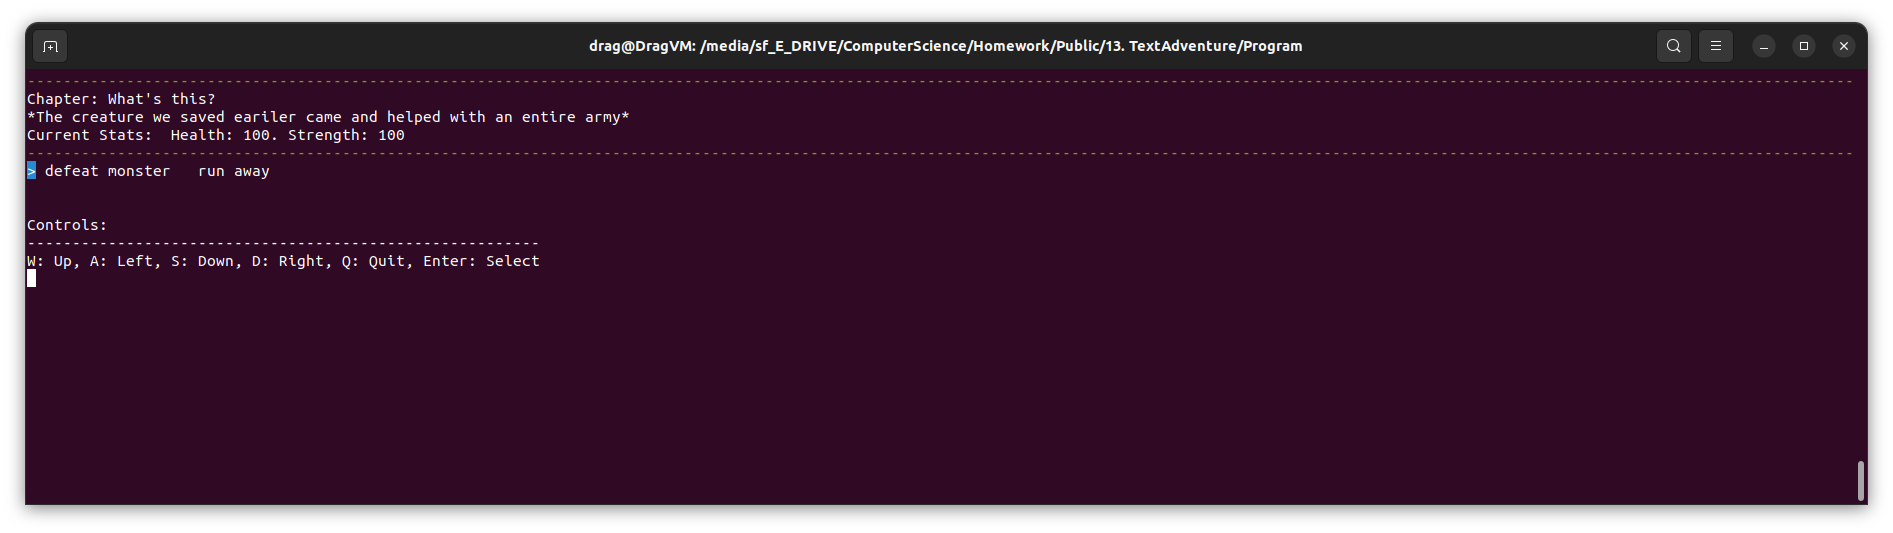 drag@DragVM: /media/sf_E_DRIVE/ComputerScience/Homework/Public/13. TextAdventure/Program
--------------------------------------------------------------------------------------------------------------------------------------------------------------------------------------------------------
Chapter: What's this?
*The creature we saved eariler came and helped with an entire army*
Current Stats:  Health: 100. Strength: 100
--------------------------------------------------------------------------------------------------------------------------------------------------------------------------------------------------------
> defeat monster   run away
Controls:
---------------------------------------------------------
W: Up, A: Left, S: Down, D: Right, Q: Quit, Enter: Select